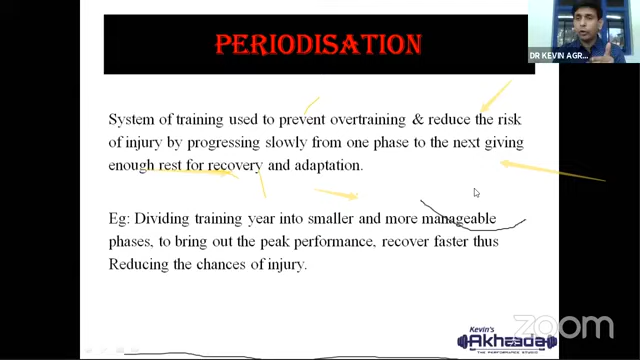 PERIODISATION
DR KEVIN AGR...
System of training used to prevent overtraining & reduce the risk
of injury by progressing slowly from one phase to the next giving
enough rest for recovery and adaptation.
Eg: Dividing training year into smaller and more manageable
phases, to bring out the peak performance, recover faster thus
Reducing the chances of injury.
Kevin's
Akhaada
THE PERFORMANCE STUDIO
zoom